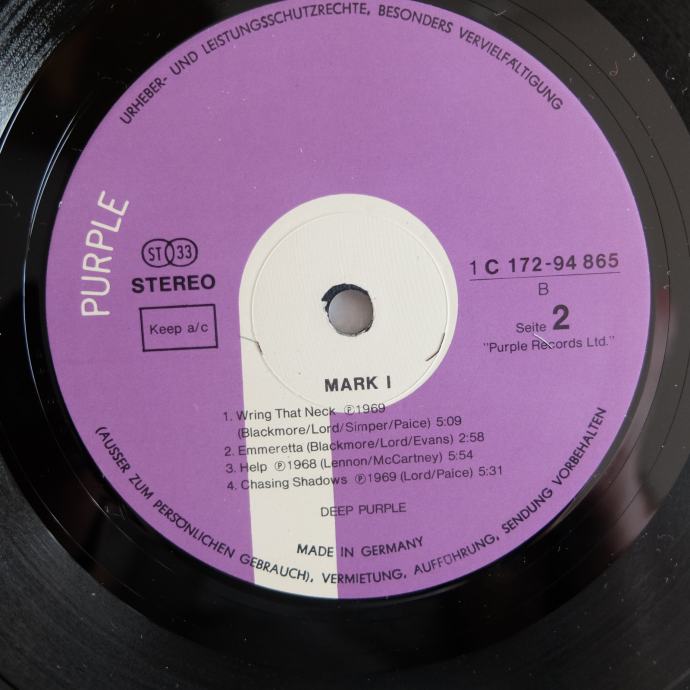 URHEBER- UND LEISTUNGSSCHUTZRECHTE, BESONDERS VERVIELFÄLTIGUNG
PURPLE
ST 33
STEREO
Keep a/c
1 C 172-94 865
B
Seite 2
"Purple Records Ltd."
MARK I
1. Wring That Neck ℗1969
(Blackmore/Lord/Simper/Paice) 5:09
2. Emmeretta (Blackmore/Lord/Evans) 2:58
3. Help ℗1968 (Lennon/McCartney) 5:54
4. Chasing Shadows ℗1969 (Lord/Paice) 5:31
DEEP PURPLE
MADE IN GERMANY
(AUSSER ZUM PERSÖNLICHEN GEBRAUCH), VERMIETUNG, AUFFÜHRUNG, SENDUNG VORBEHALTEN